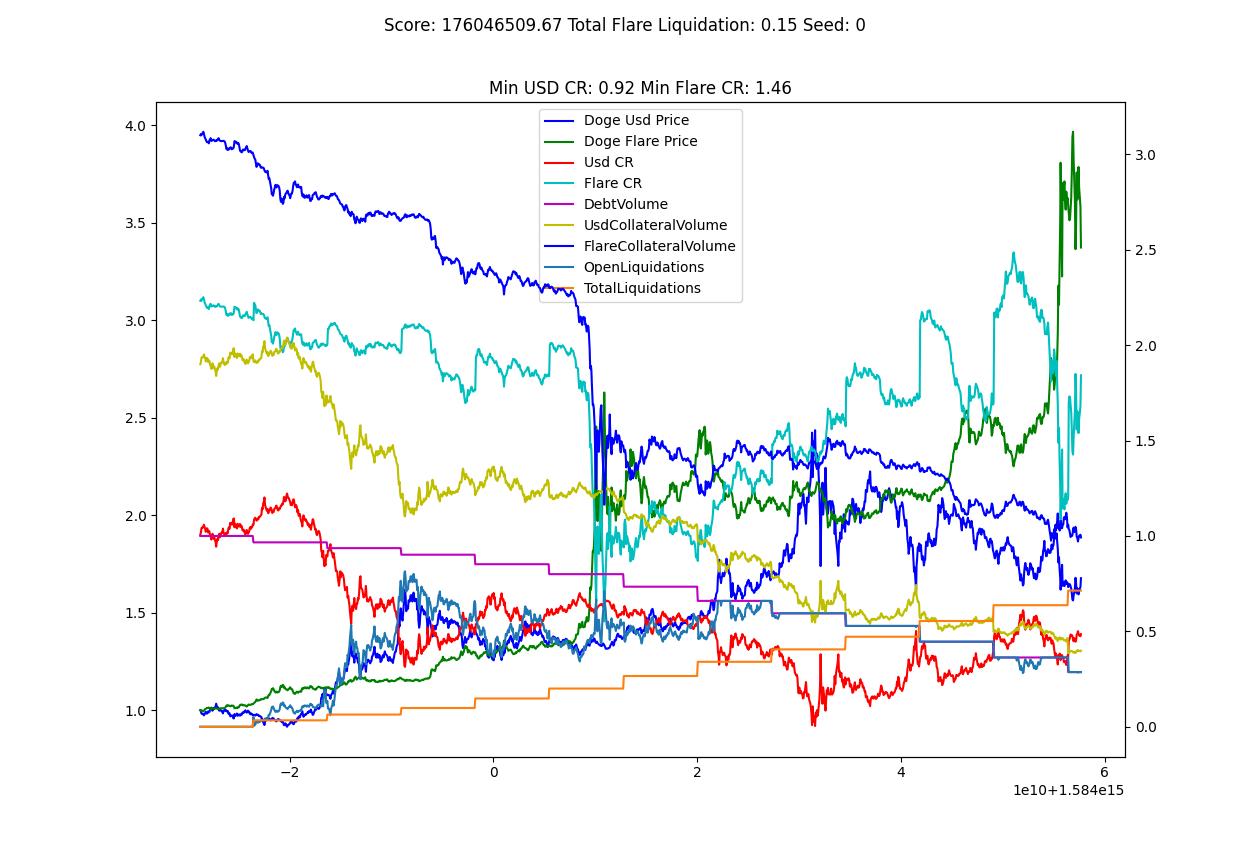 Score: 176046509.67 Total Flare Liquidation: 0.15 Seed: 0
Min USD CR: 0.92 Min Flare CR: 1.46
Doge Usd Price
Doge Flare Price
Usd CR
Flare CR
DebtVolume
UsdCollateralVolume
FlareCollateralVolume
OpenLiquidations
TotalLiquidations
4.0
3.5
3.0
2.5
2.0
1.5
1.0
3.0
2.5
2.0
1.5
1.0
0.5
0.0
−2 0 2 4 6
1e10+1.584e15